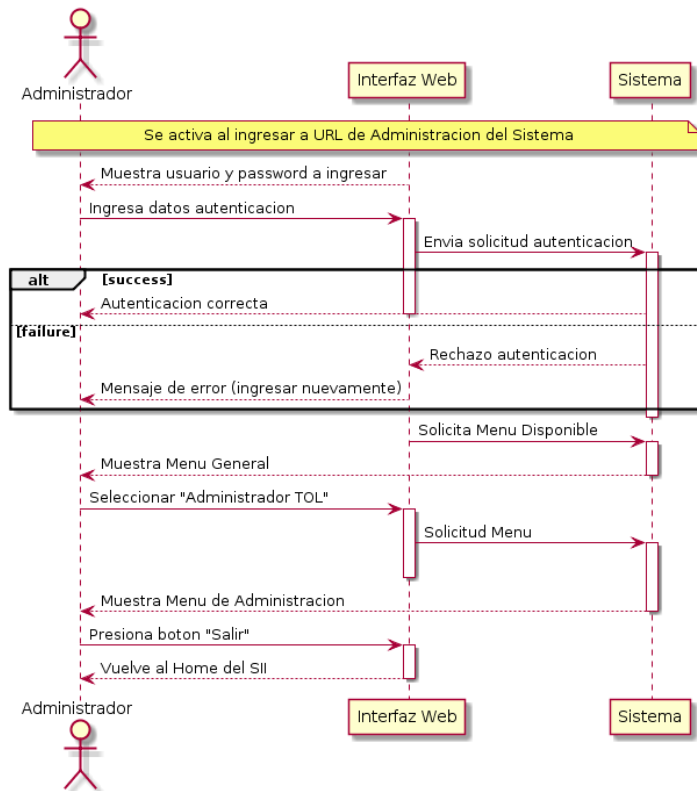 Administrador
Interfaz Web
Sistema
Se activa al ingresar a URL de Administracion del Sistema
Muestra usuario y password a ingresar
Ingresa datos autenticacion
Envia solicitud autenticacion
alt
[success]
Autenticacion correcta
[failure]
Rechazo autenticacion
Mensaje de error (ingresar nuevamente)
Solicita Menu Disponible
Muestra Menu General
Seleccionar "Administrador TOL"
Solicitud Menu
Muestra Menu de Administracion
Presiona boton "Salir"
Vuelve al Home del SII
Administrador
Interfaz Web
Sistema